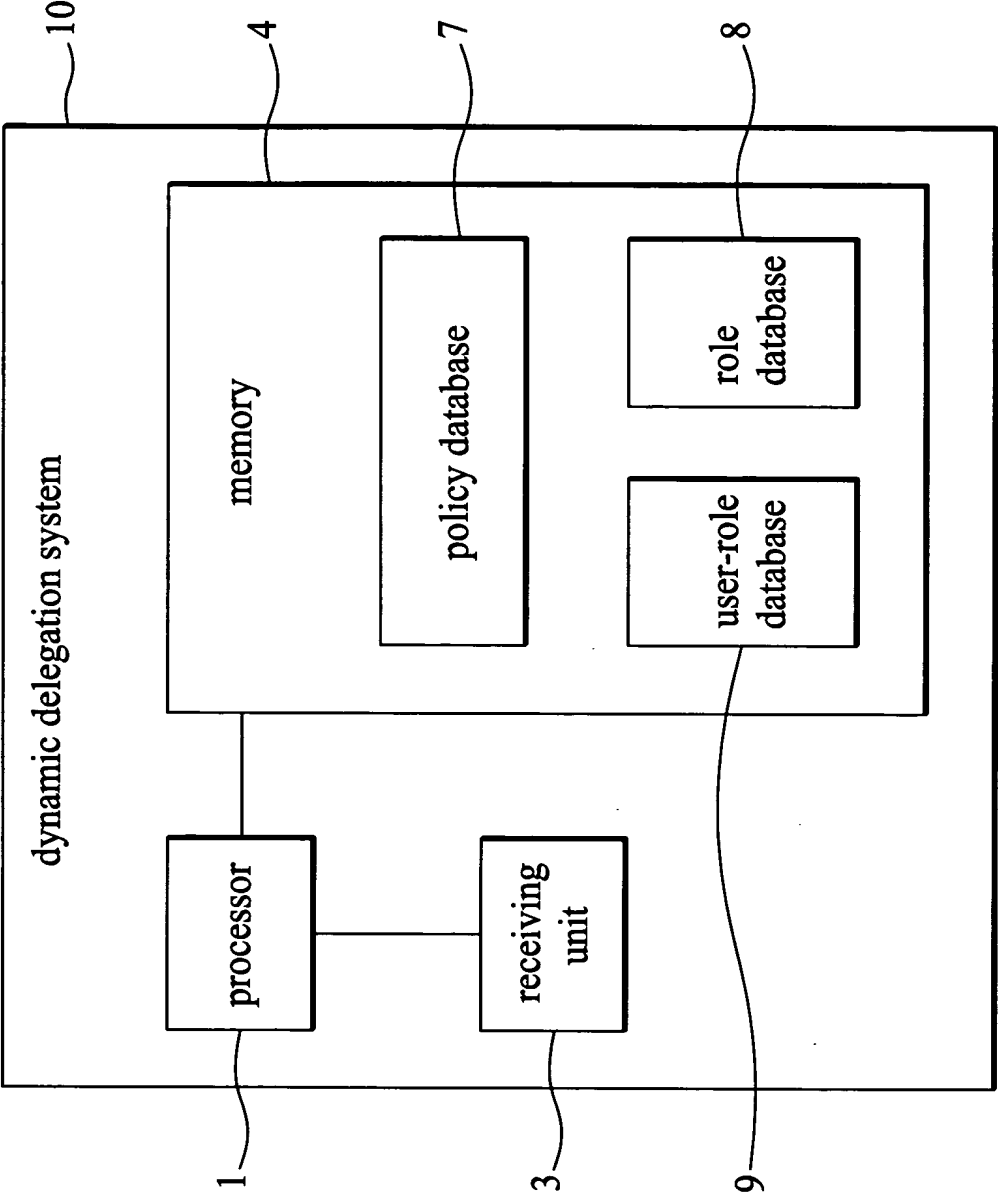 dynamic delegation system
10
processor
memory
4
1
policy database
7
receiving
unit
3
user-role
database
role
database
8
9